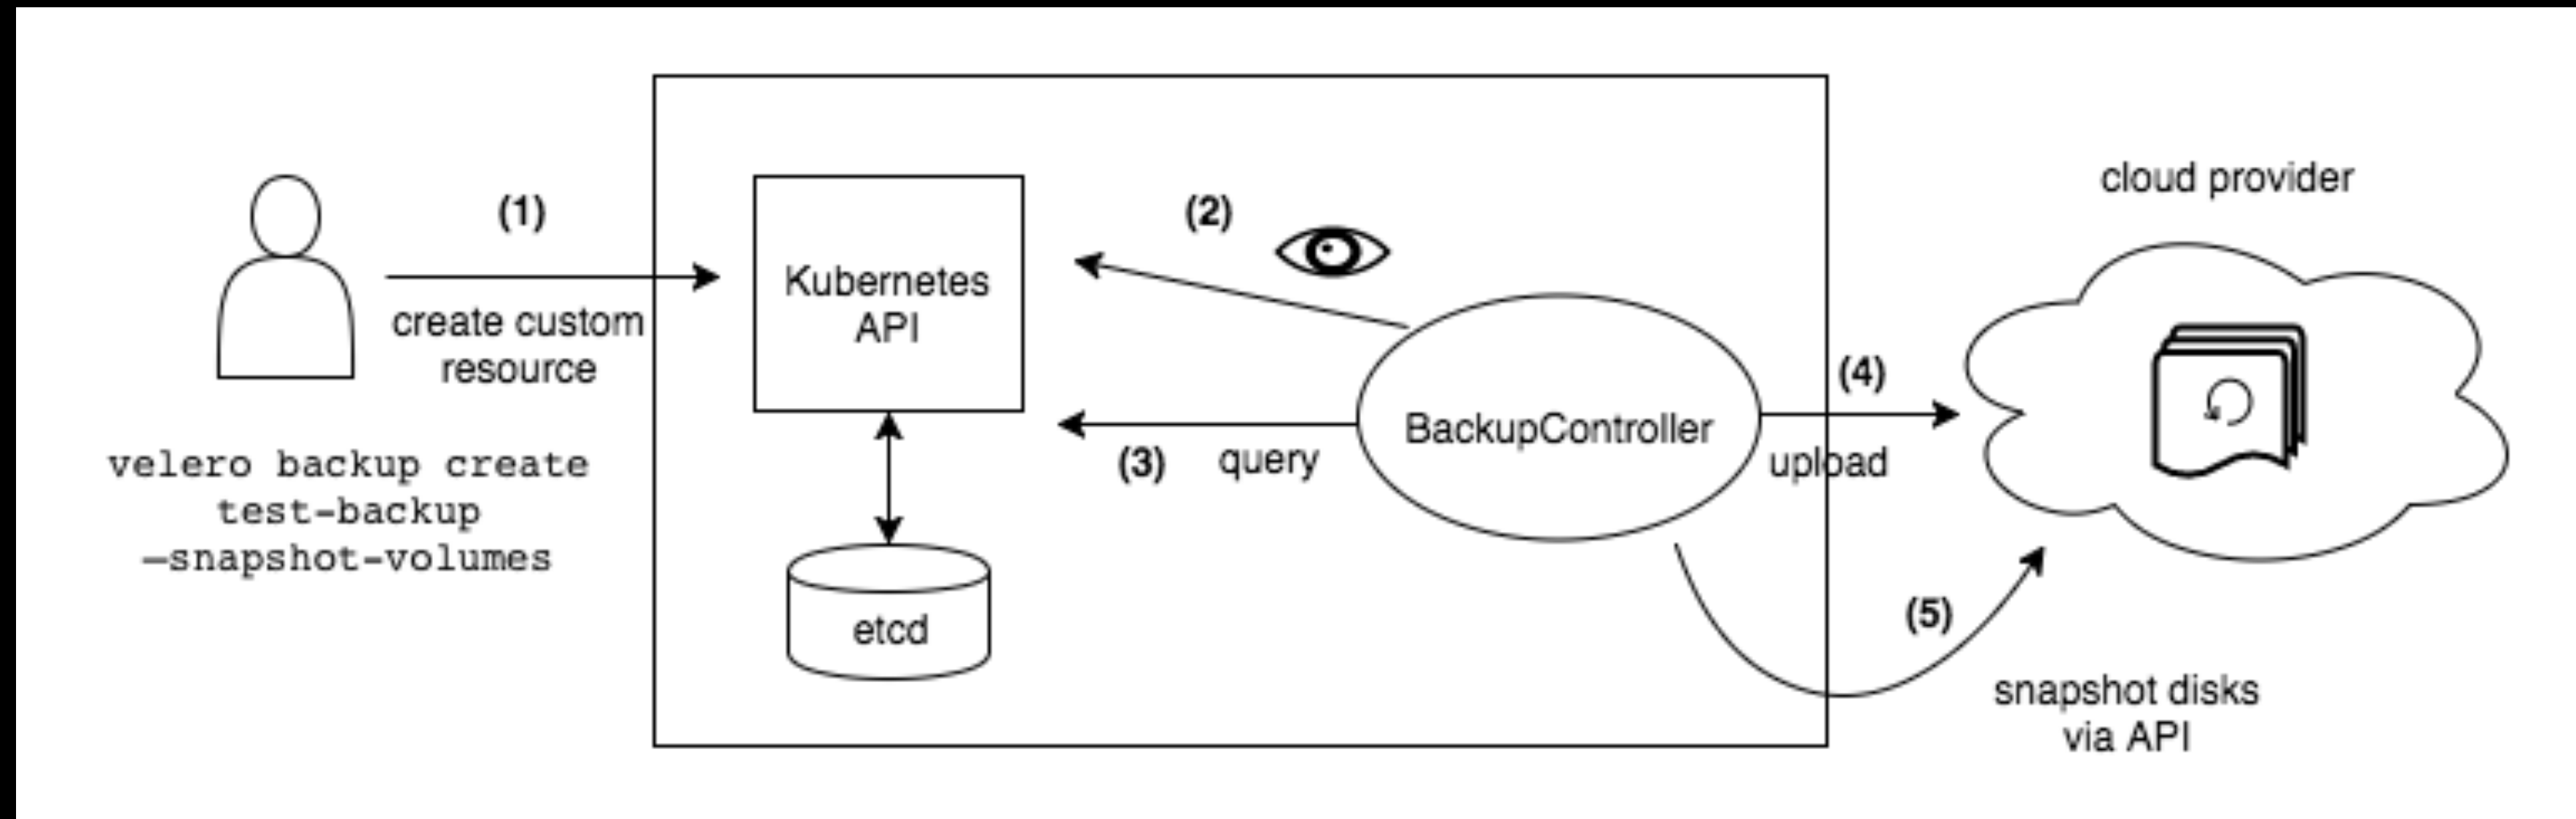 (1)
create custom
resource
velero backup create
test-backup
—snapshot-volumes
Kubernetes
API
etcd
(2)
(3) query
BackupController
(4)
upload
cloud provider
(5)
snapshot disks
via API